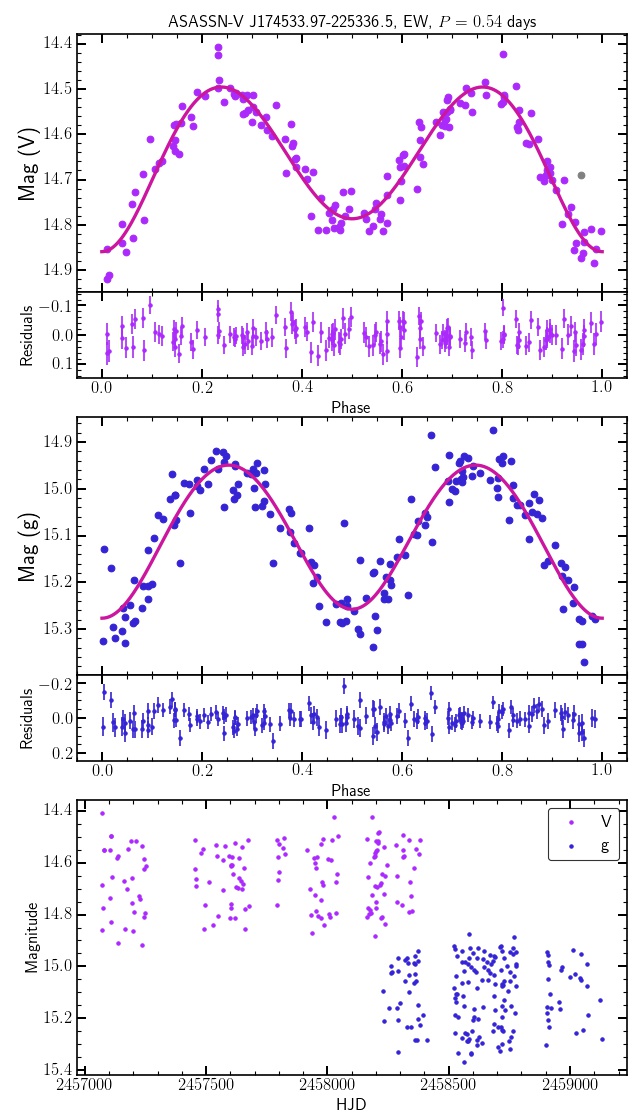 ASASSN-V J174533.97-225336.5, EW, P = 0.54 days
14.4
14.5
14.6
14.7
14.8
14.9
Mag (V)
−0.1
0.0
0.1
Residuals
0.0 0.2 0.4 0.6 0.8 1.0
Phase
14.9
15.0
15.1
15.2
15.3
Mag (g)
−0.2
0.0
0.2
Residuals
0.0 0.2 0.4 0.6 0.8 1.0
Phase
14.4
14.6
14.8
15.0
15.2
15.4
Magnitude
V
g
2457000 2457500 2458000 2458500 2459000
HJD